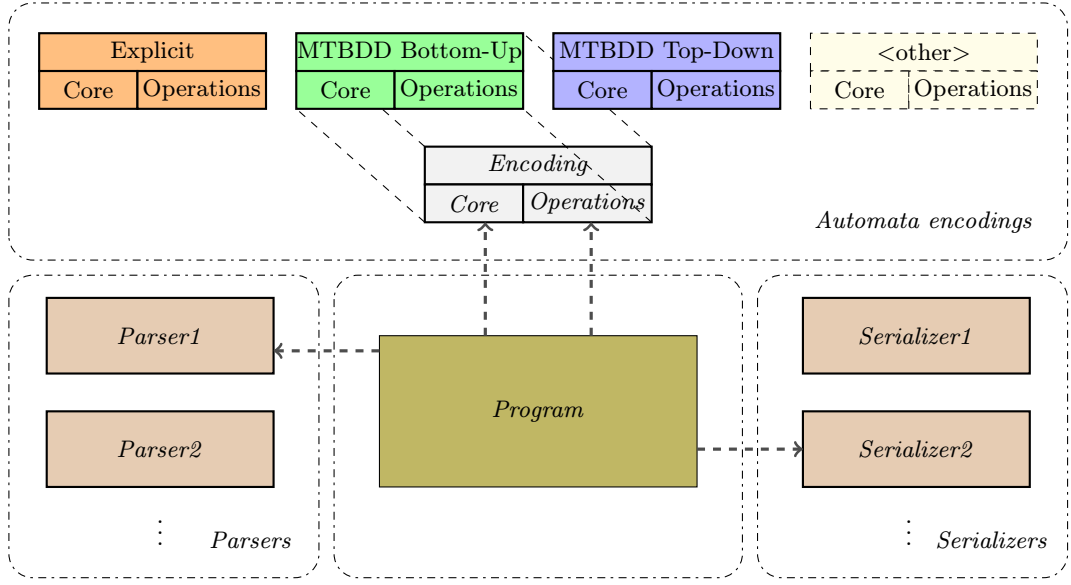 Explicit
Core Operations
MTBDD Bottom-Up
Core Operations
MTBDD Top-Down
Core Operations
<other>
Core Operations
Encoding
Core Operations
Automata encodings
Parser1
Parser2
⋮
Parsers
Program
Serializer1
Serializer2
⋮
Serializers